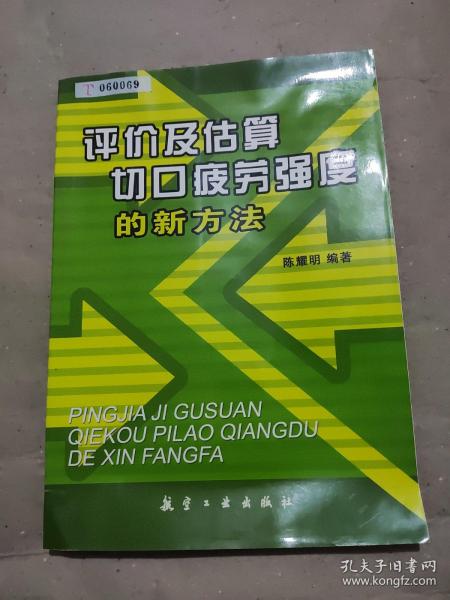 T 060069
评价及估算
切口疲劳强度
的新方法
陈耀明 编著
PINGJIA JI GUSUAN
QIEKOU PILAO QIANGDU
DE XIN FANGFA
航空工业出版社
孔夫子旧书网
www.kongfz.com